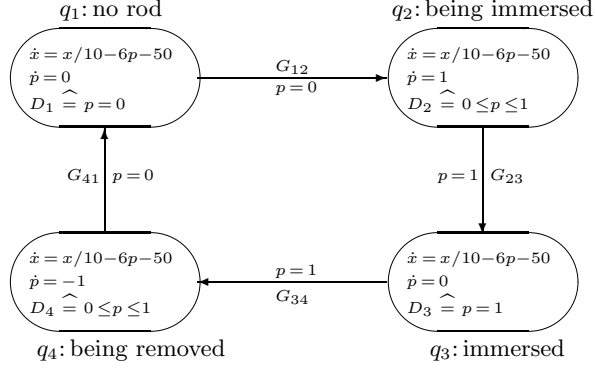 q₁: no rod
q₂: being immersed
ẋ = x/10−6p−50
ṗ = 0
D₁ ≙ p = 0
G₁₂
p = 0
ẋ = x/10−6p−50
ṗ = 1
D₂ ≙ 0 ≤ p ≤ 1
G₄₁ p = 0
p = 1 G₂₃
ẋ = x/10−6p−50
ṗ = −1
D₄ ≙ 0 ≤ p ≤ 1
p = 1
G₃₄
ẋ = x/10−6p−50
ṗ = 0
D₃ ≙ p = 1
q₄: being removed
q₃: immersed